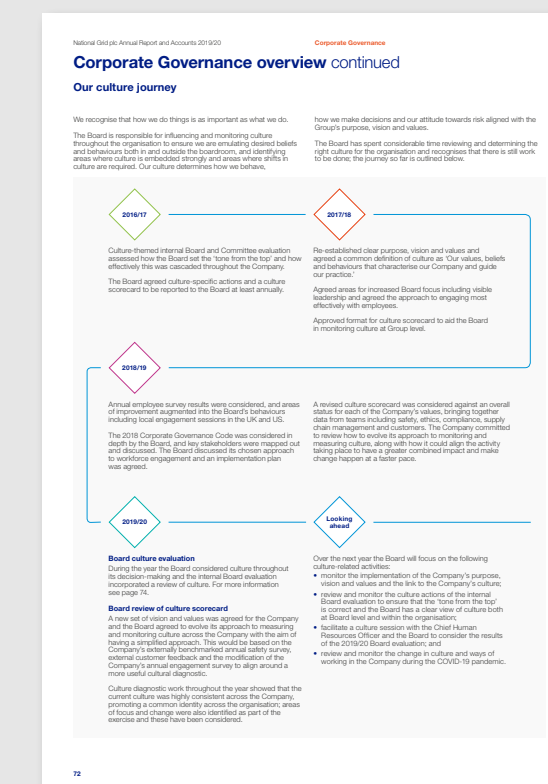 National Grid plc Annual Report and Accounts 2019/20
Corporate Governance
Corporate Governance overview continued
Our culture journey
We recognise that how we do things is as important as what we do.
The Board is responsible for influencing and monitoring culture
throughout the organisation to ensure we are emulating desired beliefs
and behaviours both in and outside the boardroom, and identifying
areas where culture is embedded strongly and areas where shifts in
culture are required. Our culture determines how we behave,
how we make decisions and our attitude towards risk aligned with the
Group's purpose, vision and values.
The Board has spent considerable time reviewing and determining the
right culture for the organisation and recognises that there is still work
to be done; the journey so far is outlined below.
2016/17
Culture-themed internal Board and Committee evaluation
assessed how the Board set the 'tone from the top' and how
effectively this was cascaded throughout the Company.
The Board agreed culture-specific actions and a culture
scorecard to be reported to the Board at least annually.
2017/18
Re-established clear purpose, vision and values and
agreed a common definition of culture as 'Our values, beliefs
and behaviours that characterise our Company and guide
our practice.'
Agreed areas for increased Board focus including visible
leadership and agreed the approach to engaging most
effectively with employees.
Approved format for culture scorecard to aid the Board
in monitoring culture at Group level.
2018/19
Annual employee survey results were considered, and areas
of improvement augmented into the Board's behaviours
including local engagement sessions in the UK and US.
The 2018 Corporate Governance Code was considered in
depth by the Board, and key stakeholders were mapped out
and discussed. The Board discussed its chosen approach
to workforce engagement and an implementation plan
was agreed.
A revised culture scorecard was considered against an overall
status for each of the Company's values, bringing together
data from teams including safety, ethics, compliance, supply
chain management and customers. The Company committed
to review how to evolve its approach to monitoring and
measuring culture, along with how it could align the activity
taking place to have a greater combined impact and make
change happen at a faster pace.
2019/20
Board culture evaluation
During the year the Board considered culture throughout
its decision-making and the internal Board evaluation
incorporated a review of culture. For more information
see page 74.
Board review of culture scorecard
A new set of vision and values was agreed for the Company
and the Board agreed to evolve its approach to measuring
and monitoring culture across the Company with the aim of
having a simplified approach. This would be based on the
Company's externally benchmarked annual safety survey,
external customer feedback and the modification of the
Company's annual engagement survey to align around a
more useful cultural diagnostic.
Culture diagnostic work throughout the year showed that the
current culture was highly consistent across the Company,
promoting a common identity across the organisation; areas
of focus and change were also identified as part of the
exercise and these have been considered.
Looking
ahead
Over the next year the Board will focus on the following
culture-related activities:
• monitor the implementation of the Company's purpose,
vision and values and the link to the Company's culture;
• review and monitor the culture actions of the internal
Board evaluation to ensure that the 'tone from the top'
is correct and the Board has a clear view of culture both
at Board level and within the organisation;
• facilitate a culture session with the Chief Human
Resources Officer and the Board to consider the results
of the 2019/20 Board evaluation; and
• review and monitor the change in culture and ways of
working in the Company during the COVID-19 pandemic.
72